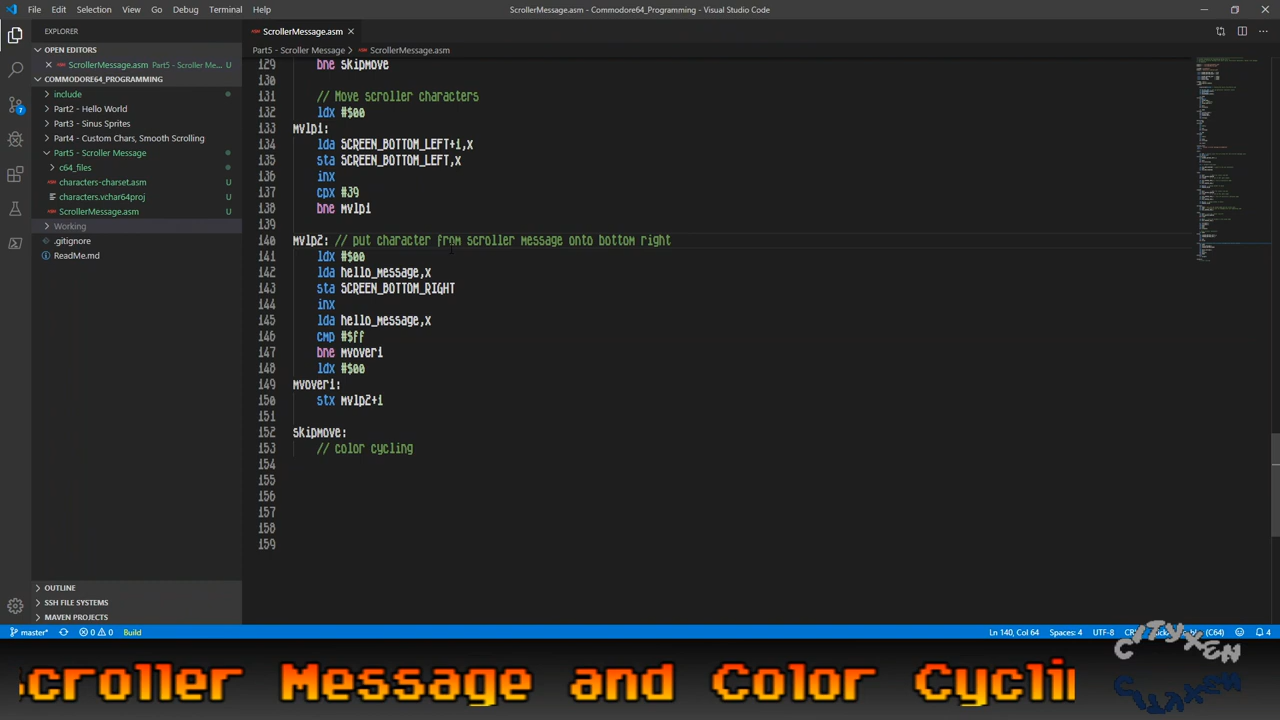 File Edit Selection View Go Debug Terminal Help
ScrollerMessage.asm - Commodore64_Programming - Visual Studio Code
EXPLORER
OPEN EDITORS
ScrollerMessage.asm Part5 - Scroller Me... U
COMMODORE64_PROGRAMMING
include
Part2 - Hello World
Part3 - Sinus Sprites
Part4 - Custom Chars, Smooth Scrolling
Part5 - Scroller Message
c64_files
characters-charset.asm U
characters.vchar64proj U
ScrollerMessage.asm U
Working
.gitignore
ReadMe.md
OUTLINE
SSH FILE SYSTEMS
MAVEN PROJECTS
7
ScrollerMessage.asm
Part5 - Scroller Message > ScrollerMessage.asm
129 bne skipmove
130
131 // Move scroller characters
132 ldx #$00
133 mvlp1:
134 lda SCREEN_BOTTOM_LEFT+1,x
135 sta SCREEN_BOTTOM_LEFT,x
136 inx
137 cpx #39
138 bne mvlp1
139
140 mvlp2: // put character from scroller message onto bottom right
141 ldx #$00
142 lda hello_message,x
143 sta SCREEN_BOTTOM_RIGHT
144 inx
145 lda hello_message,x
146 cmp #$ff
147 bne mvover1
148 ldx #$00
149 mvover1:
150 stx mvlp2+1
151
152 skipmove:
153 // color cycling
154
155
156
157
158
159
master* 0 0 Build
Ln 140, Col 64 Spaces: 4 UTF-8 (C64) 4
Scroller Message and Color Cyclin
CITYXEN